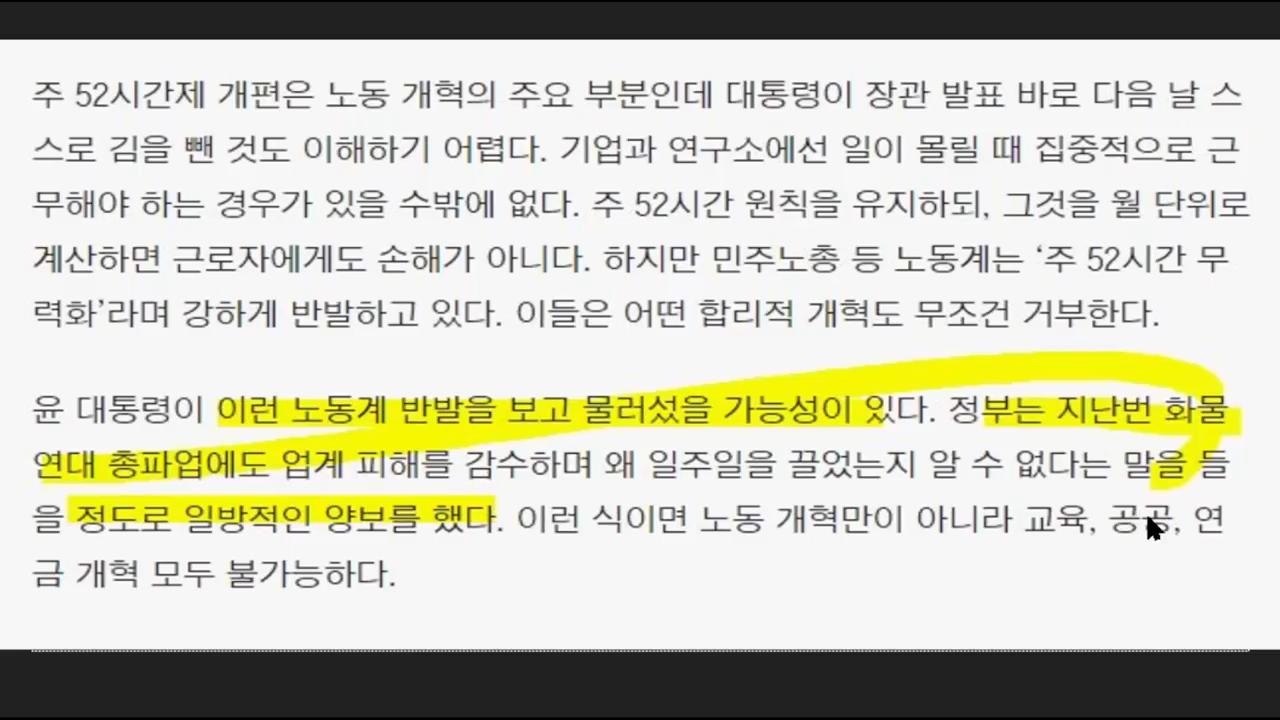 주 52시간제 개편은 노동 개혁의 주요 부분인데 대통령이 장관 발표 바로 다음 날 스
스로 김을 뺀 것도 이해하기 어렵다. 기업과 연구소에선 일이 몰릴 때 집중적으로 근
무해야 하는 경우가 있을 수밖에 없다. 주 52시간 원칙을 유지하되, 그것을 월 단위로
계산하면 근로자에게도 손해가 아니다. 하지만 민주노총 등 노동계는 ‘주 52시간 무
력화’라며 강하게 반발하고 있다. 이들은 어떤 합리적 개혁도 무조건 거부한다.
윤 대통령이 이런 노동계 반발을 보고 물러섰을 가능성이 있다. 정부는 지난번 화물
연대 총파업에도 업계 피해를 감수하며 왜 일주일을 끌었는지 알 수 없다는 말을 들
을 정도로 일방적인 양보를 했다. 이런 식이면 노동 개혁만이 아니라 교육, 공공, 연
금 개혁 모두 불가능하다.